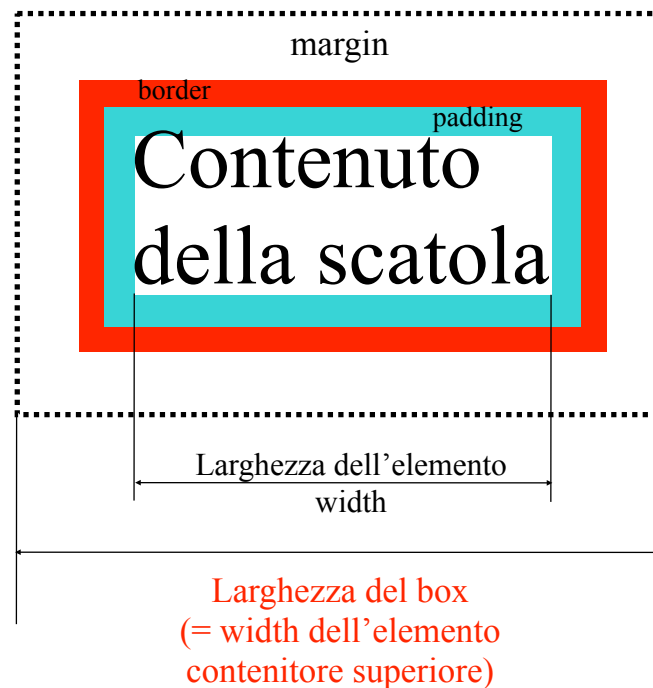 margin
border
padding
Contenuto
della scatola
Larghezza dell’elemento
width
Larghezza del box
(= width dell’elemento
contenitore superiore)